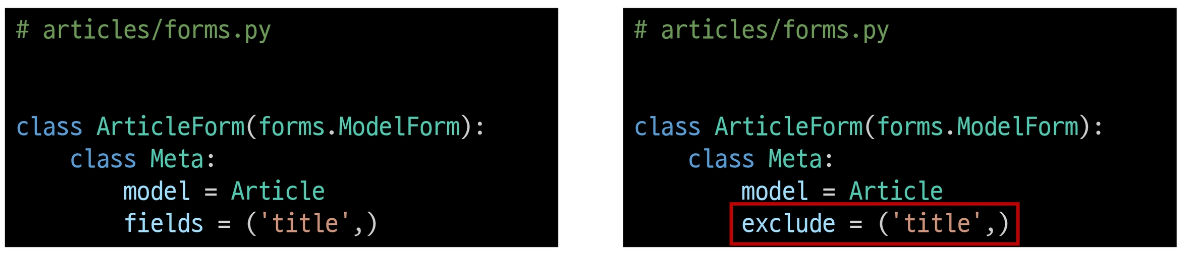 # articles/forms.py
class ArticleForm(forms.ModelForm):
    class Meta:
        model = Article
        fields = ('title',)
# articles/forms.py
class ArticleForm(forms.ModelForm):
    class Meta:
        model = Article
        exclude = ('title',)